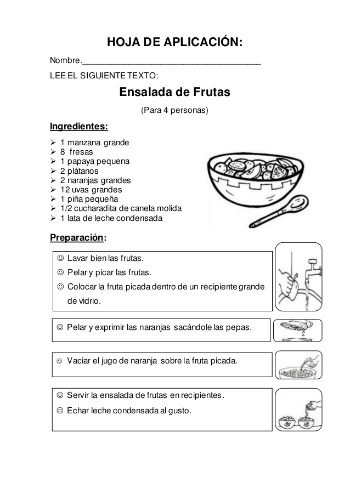 HOJA DE APLICACIÓN:
Nombre.________________________________________
LEE EL SIGUIENTE TEXTO:
Ensalada de Frutas
(Para 4 personas)
Ingredientes:
➢ 1 manzana grande
➢ 8 fresas
➢ 1 papaya pequena
➢ 2 plátanos
➢ 2 naranjas grandes
➢ 12 uvas grandes
➢ 1 piña pequeña
➢ 1/2 cucharadita de canela molida
➢ 1 lata de leche condensada
Preparación:
☺ Lavar bien las frutas.
☺ Pelar y picar las frutas.
☺ Colocar la fruta picada dentro de un recipiente grande
de vidrio.
☺ Pelar y exprimir las naranjas sacándole las pepas.
☺ Vaciar el jugo de naranja sobre la fruta picada.
☺ Servir la ensalada de frutas en recipientes.
☺ Echar leche condensada al gusto.